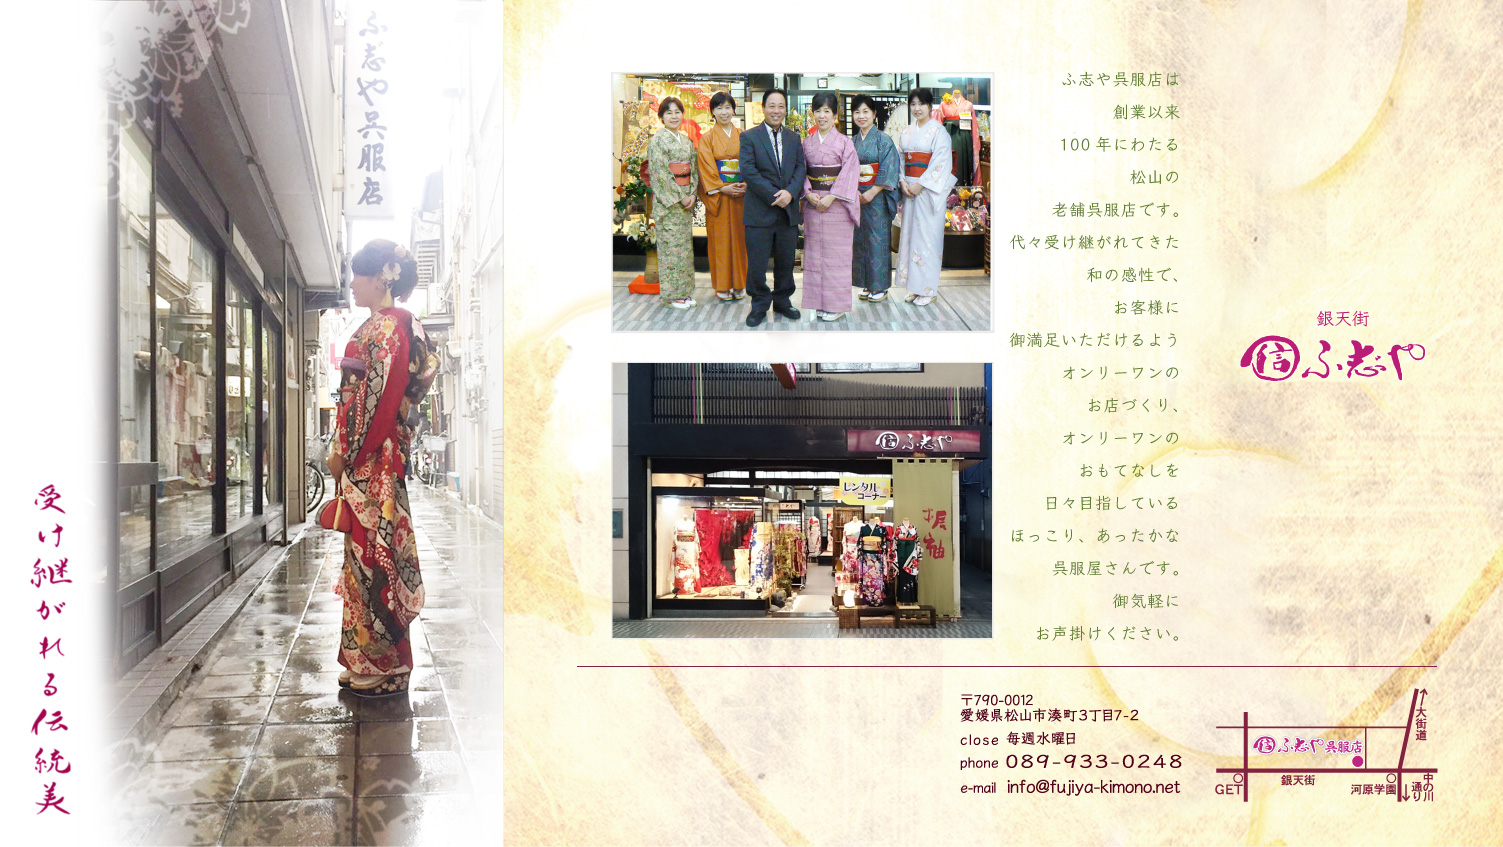 ふ志や呉服店
受け継がれる伝統美
ふ志や
レンタル
コーナー
振袖
ふ志や呉服店は
創業以来
100年にわたる
松山の
老舗呉服店です。
代々受け継がれてきた
和の感性で、
お客様に
御満足いただけるよう
オンリーワンの
お店づくり、
オンリーワンの
おもてなしを
日々目指している
ほっこり、あったかな
呉服屋さんです。
御気軽に
お声掛けください。
銀天街
信 ふ志や
〒790-0012
愛媛県松山市湊町3丁目7-2
close 毎週水曜日
phone 089-933-0248
e-mail info@fujiya-kimono.net
↑大街道
信 ふ志や呉服店
GET
銀天街
河原学園
↓中の川通り